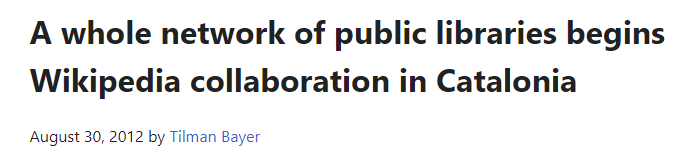 A whole network of public libraries begins
Wikipedia collaboration in Catalonia
August 30, 2012 by Tilman Bayer